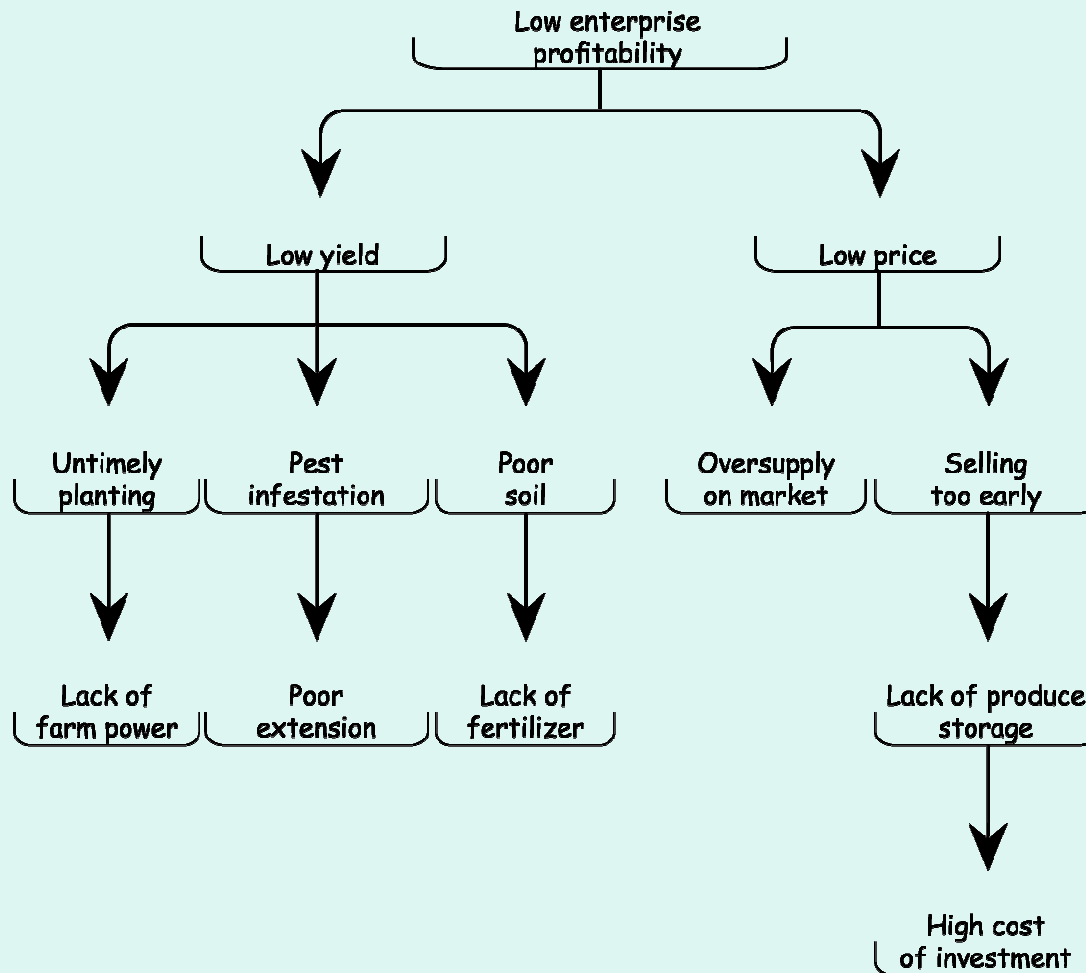 Low enterprise
profitability
Low yield
Low price
Untimely
planting
Pest
infestation
Poor
soil
Oversupply
on market
Selling
too early
Lack of
farm power
Poor
extension
Lack of
fertilizer
Lack of produce
storage
High cost
of investment